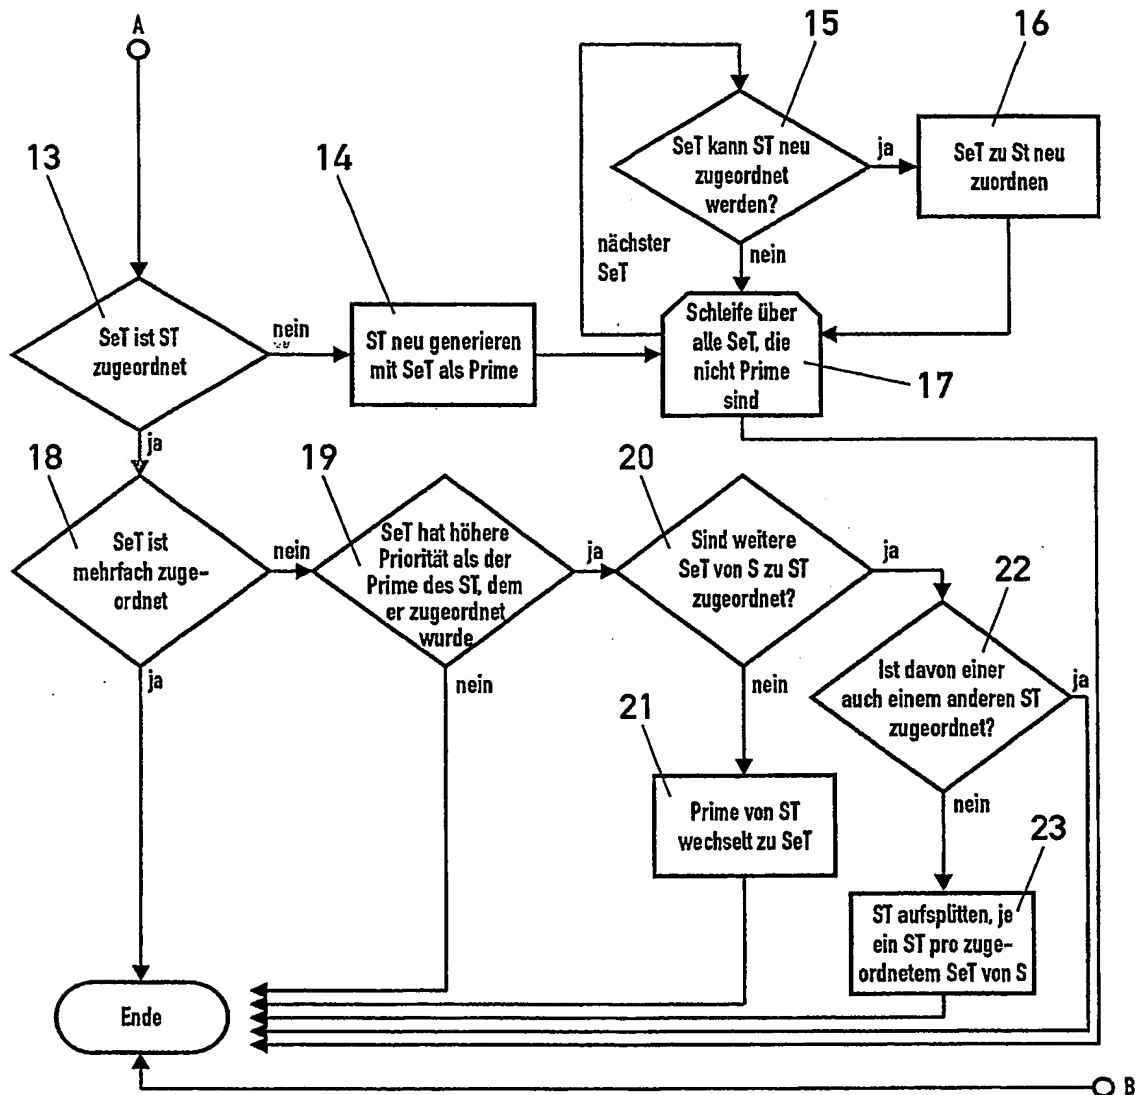 A
15
16
SeT kann ST neu
zugeordnet
werden?
ja
SeT zu St neu
zuordnen
nein
nächster
SeT
13
14
SeT ist ST
zugeordnet
nein
ST neu generieren
mit SeT als Prime
Schleife über
alle SeT, die
nicht Prime
sind
17
ja
18
19
20
SeT ist
mehrfach zuge-
ordnet
nein
SeT hat höhere
Priorität als der
Prime des ST, dem
er zugeordnet
wurde
ja
Sind weitere
SeT von S zu ST
zugeordnet?
ja
22
ja
nein
nein
Ist davon einer
auch einem anderen ST
zugeordnet?
ja
21
Prime von ST
wechselt zu SeT
nein
23
ST aufsplitten, je
ein ST pro zuge-
ordnetem SeT von S
Ende
B